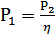 P₁ = P₂/η